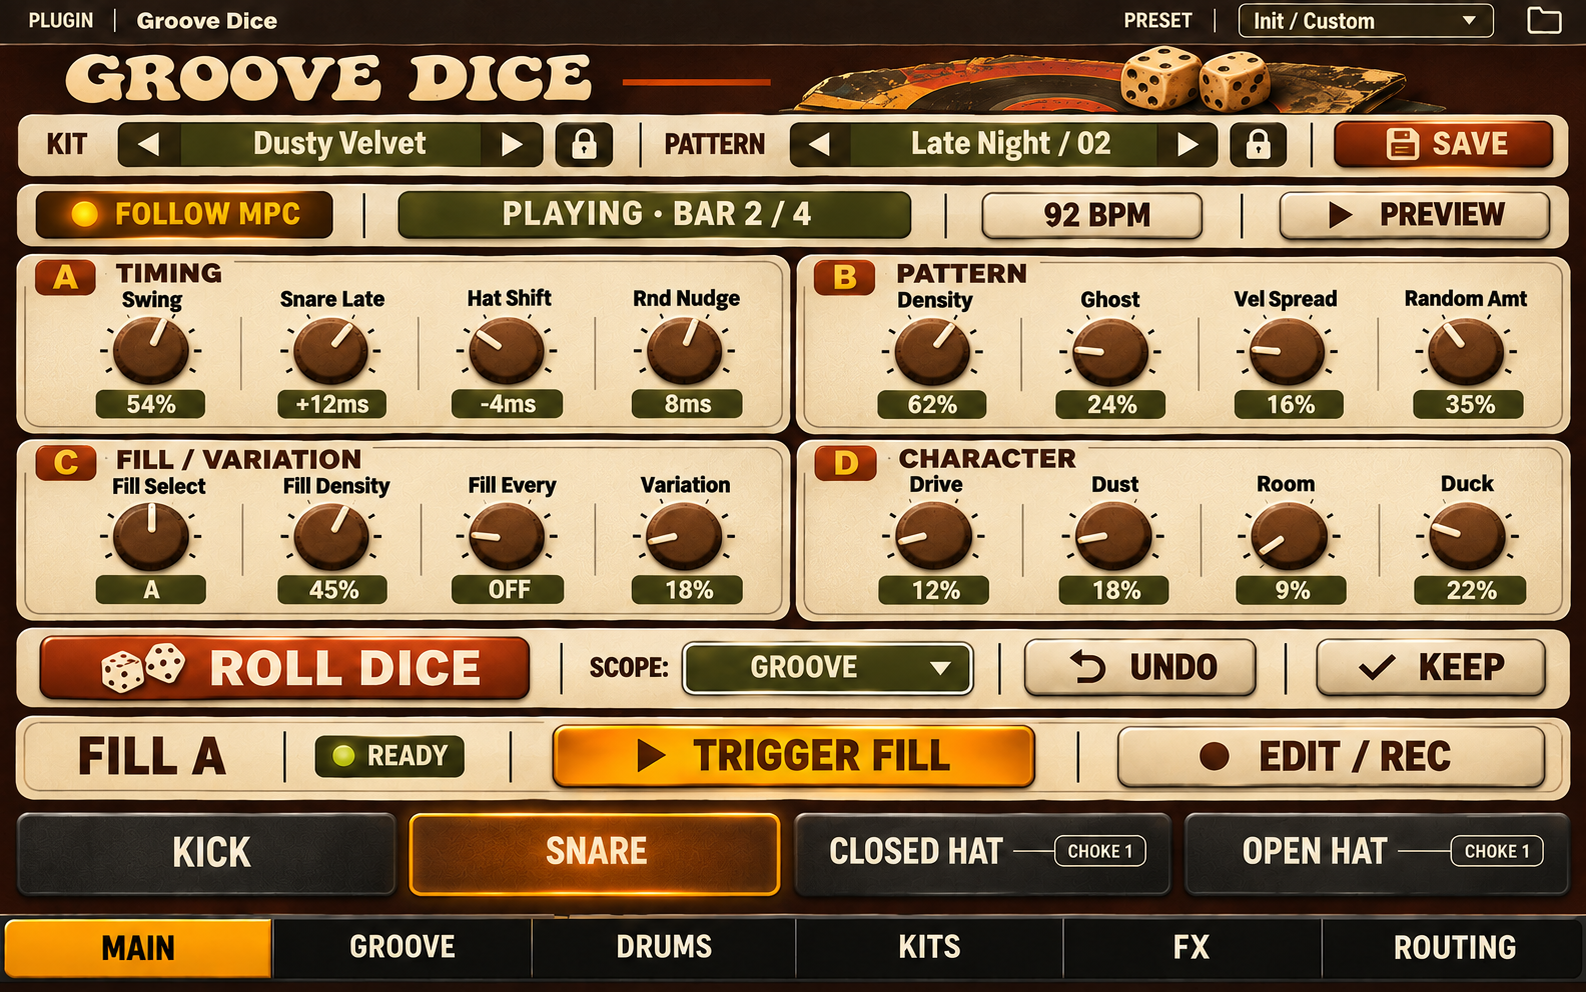 PLUGIN | Groove Dice
PRESET | Init / Custom
GROOVE DICE
KIT Dusty Velvet
PATTERN Late Night / 02
SAVE
FOLLOW MPC
PLAYING · BAR 2 / 4
92 BPM
PREVIEW
A TIMING
Swing Snare Late Hat Shift Rnd Nudge
54% +12ms -4ms 8ms
B PATTERN
Density Ghost Vel Spread Random Amt
62% 24% 16% 35%
C FILL / VARIATION
Fill Select Fill Density Fill Every Variation
A 45% OFF 18%
D CHARACTER
Drive Dust Room Duck
12% 18% 9% 22%
ROLL DICE
SCOPE: GROOVE
UNDO
KEEP
FILL A
READY
TRIGGER FILL
EDIT / REC
KICK
SNARE
CLOSED HAT CHOKE 1
OPEN HAT CHOKE 1
MAIN GROOVE DRUMS KITS FX ROUTING